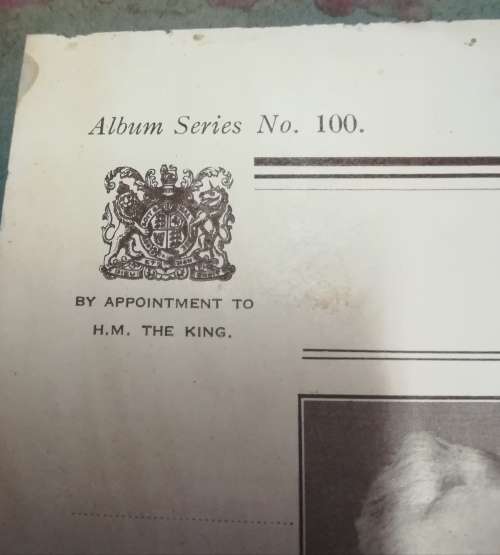 Album Series No. 100.
BY APPOINTMENT TO
H.M. THE KING.